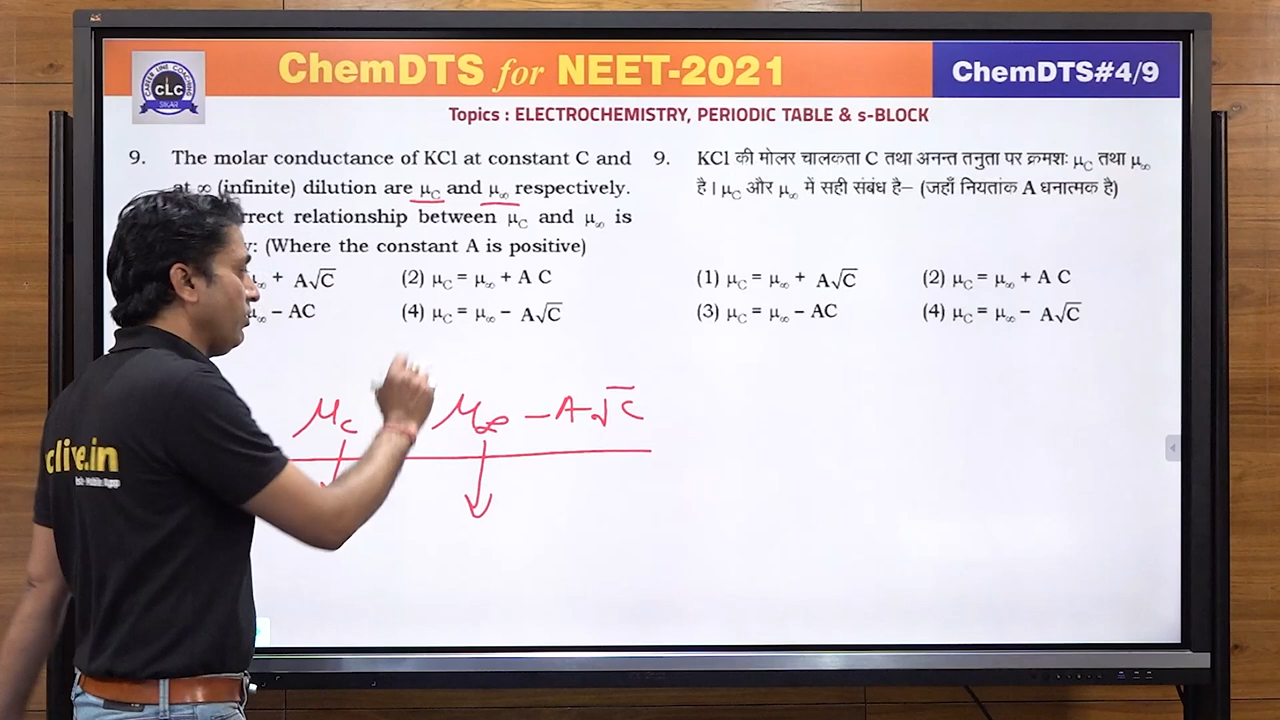 ChemDTS for NEET-2021
ChemDTS#4/9
CAREER LINE COACHING
CLC
SIKAR
Topics : ELECTROCHEMISTRY, PERIODIC TABLE & s-BLOCK
9. The molar conductance of KCl at constant C and
at ∞ (infinite) dilution are μC and μ∞ respectively.
rrect relationship between μC and μ∞ is
y: (Where the constant A is positive)
μ∞ + A√C (2) μC = μ∞ + A C
μ∞ – AC (4) μC = μ∞ – A√C
9. KCl की मोलर चालकता C तथा अनन्त तनुता पर क्रमशः μC तथा μ∞
है। μC और μ∞ में सही संबंध है– (जहाँ नियतांक A धनात्मक है)
(1) μC = μ∞ + A√C (2) μC = μ∞ + A C
(3) μC = μ∞ – AC (4) μC = μ∞ – A√C
μc μ∞ – A√C
clive.in